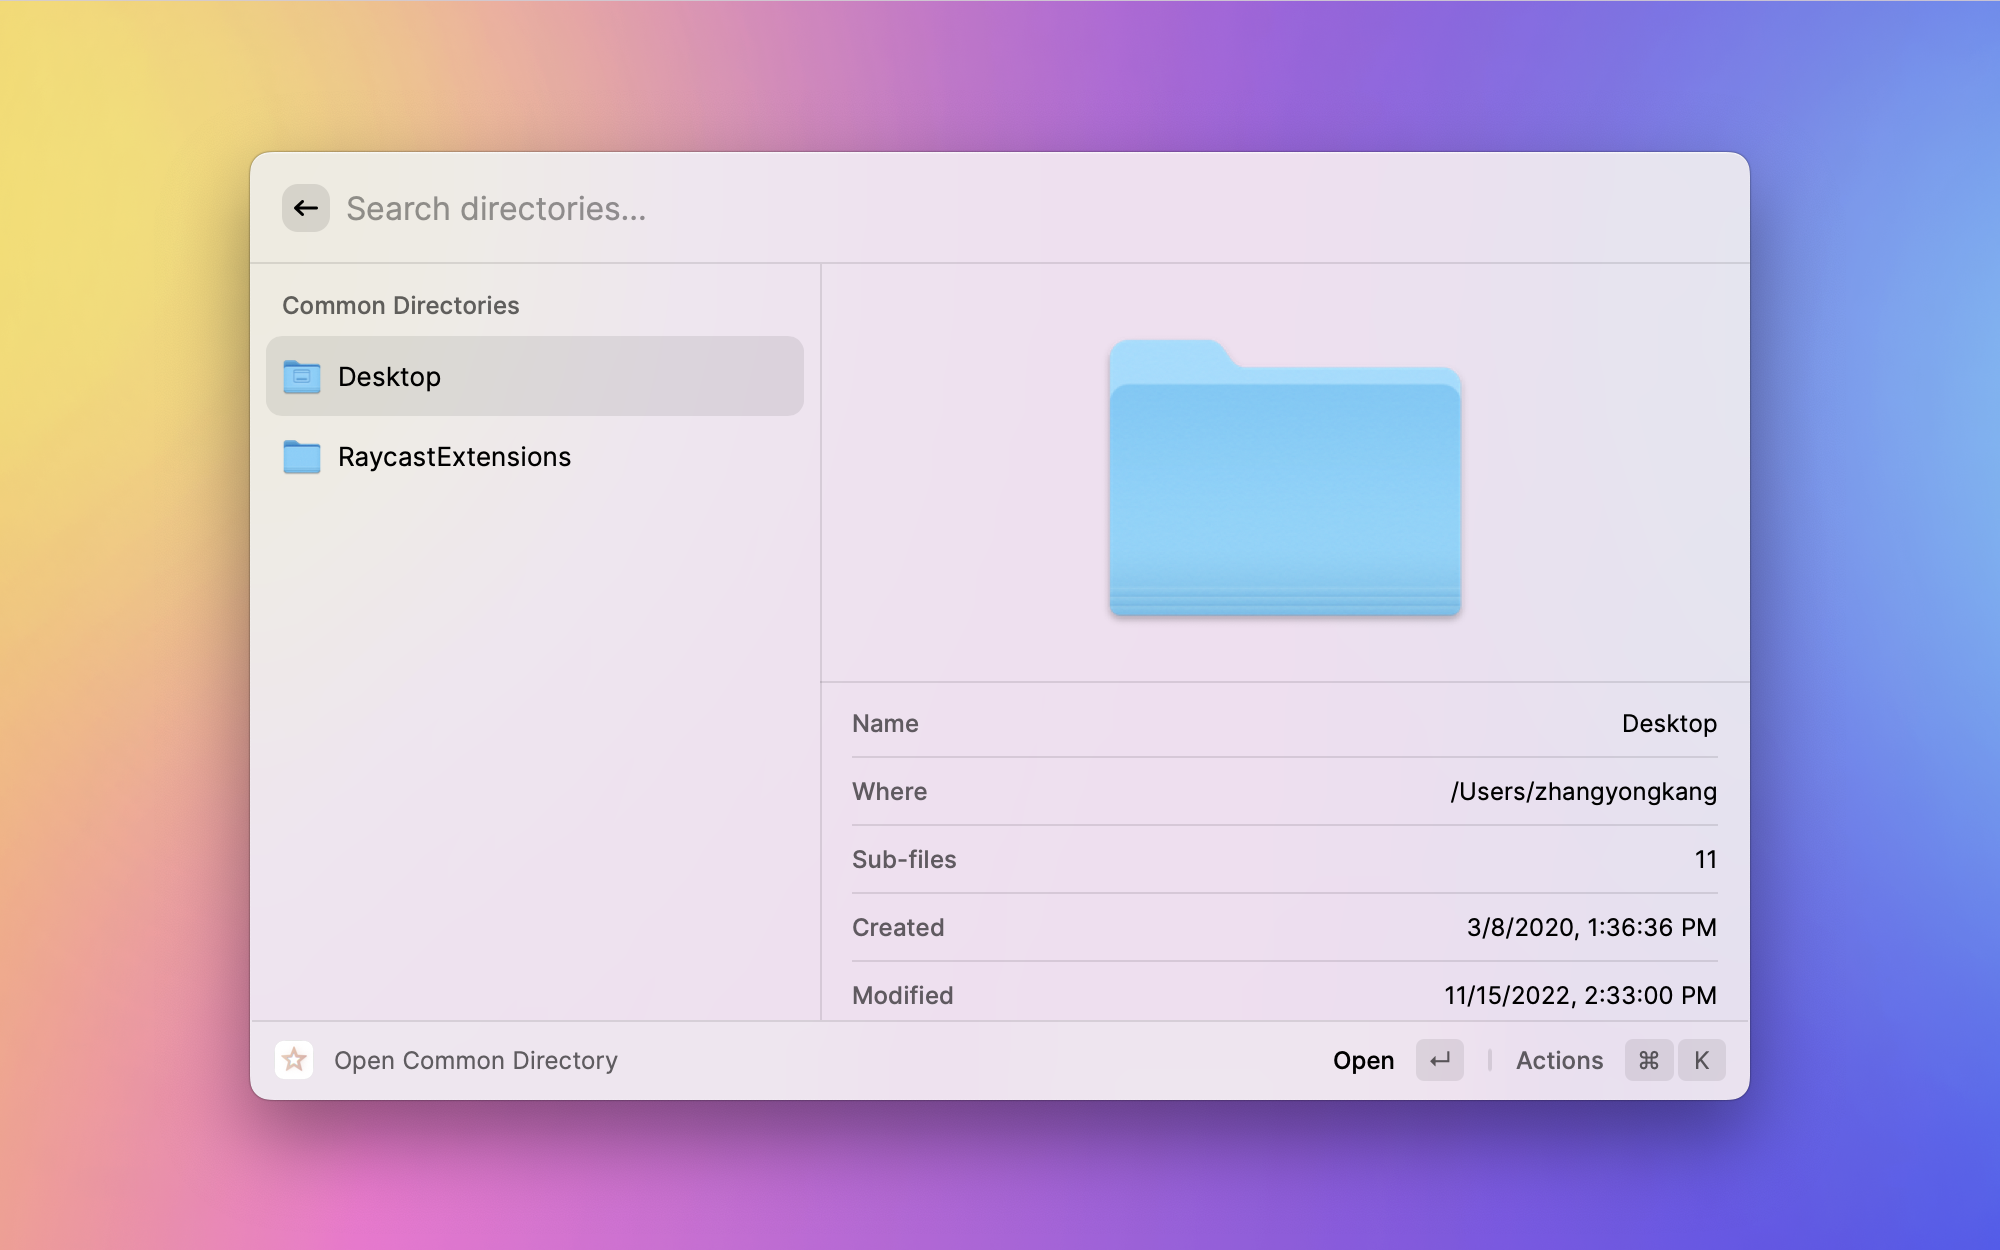 Search directories...
Common Directories
Desktop
RaycastExtensions
Name Desktop
Where /Users/zhangyongkang
Sub-files 11
Created 3/8/2020, 1:36:36 PM
Modified 11/15/2022, 2:33:00 PM
Open Common Directory Open ↵ Actions ⌘ K